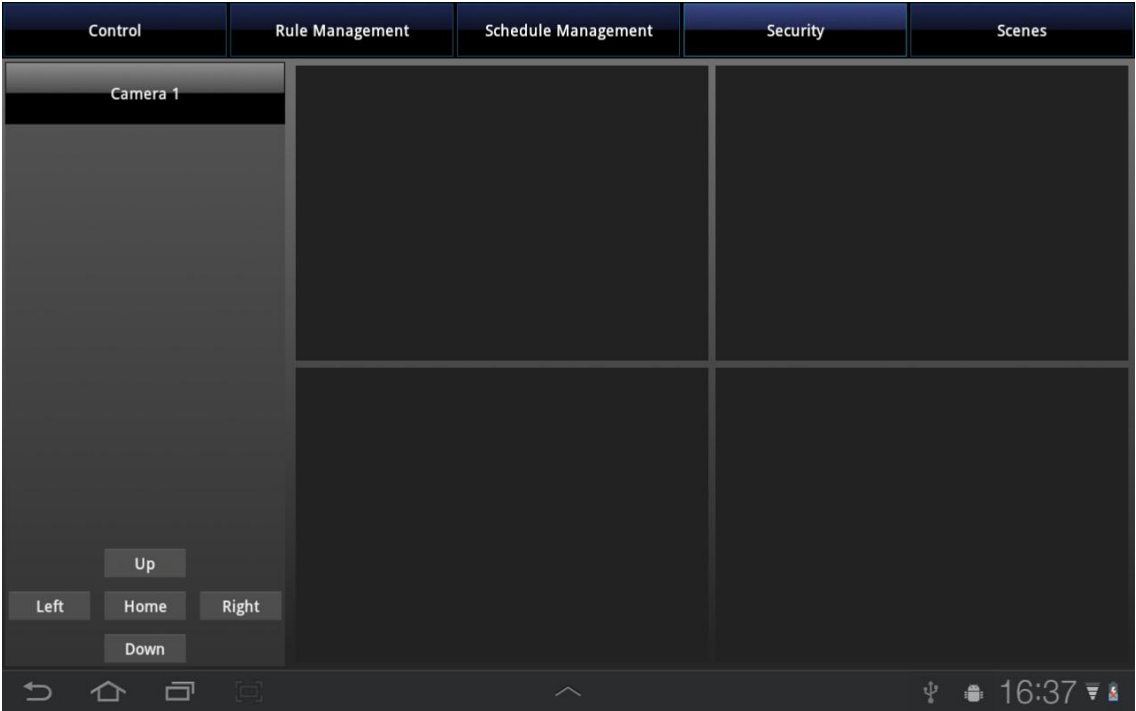 Control Rule Management Schedule Management Security Scenes
Camera 1
Up
Left Home Right
Down
16:37